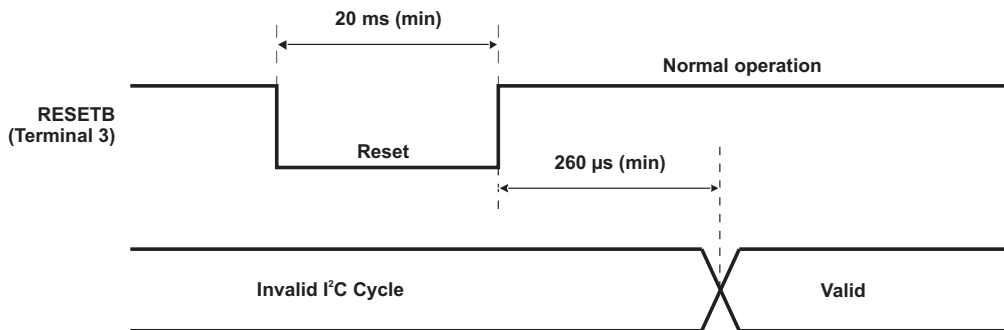 20 ms (min)
Normal operation
RESETB
(Terminal 3)
Reset
260 µs (min)
Invalid I²C Cycle
Valid